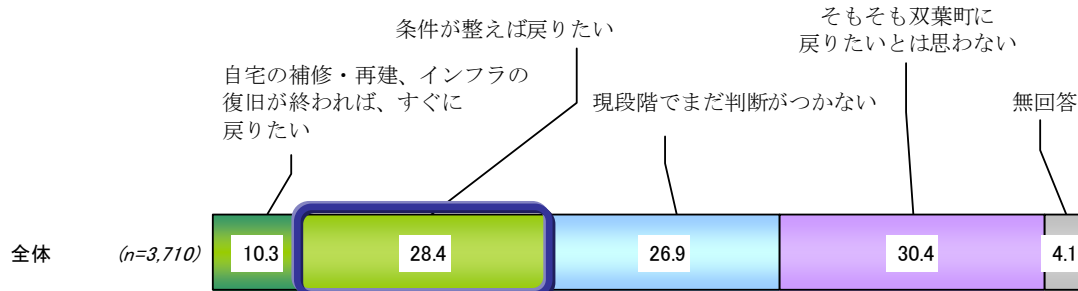 条件が整えば戻りたい
そもそも双葉町に
戻りたいとは思わない
自宅の補修・再建、インフラの
復旧が終われば、すぐに
戻りたい
現段階でまだ判断がつかない
無回答
全体 (n=3,710) 10.3 28.4 26.9 30.4 4.1